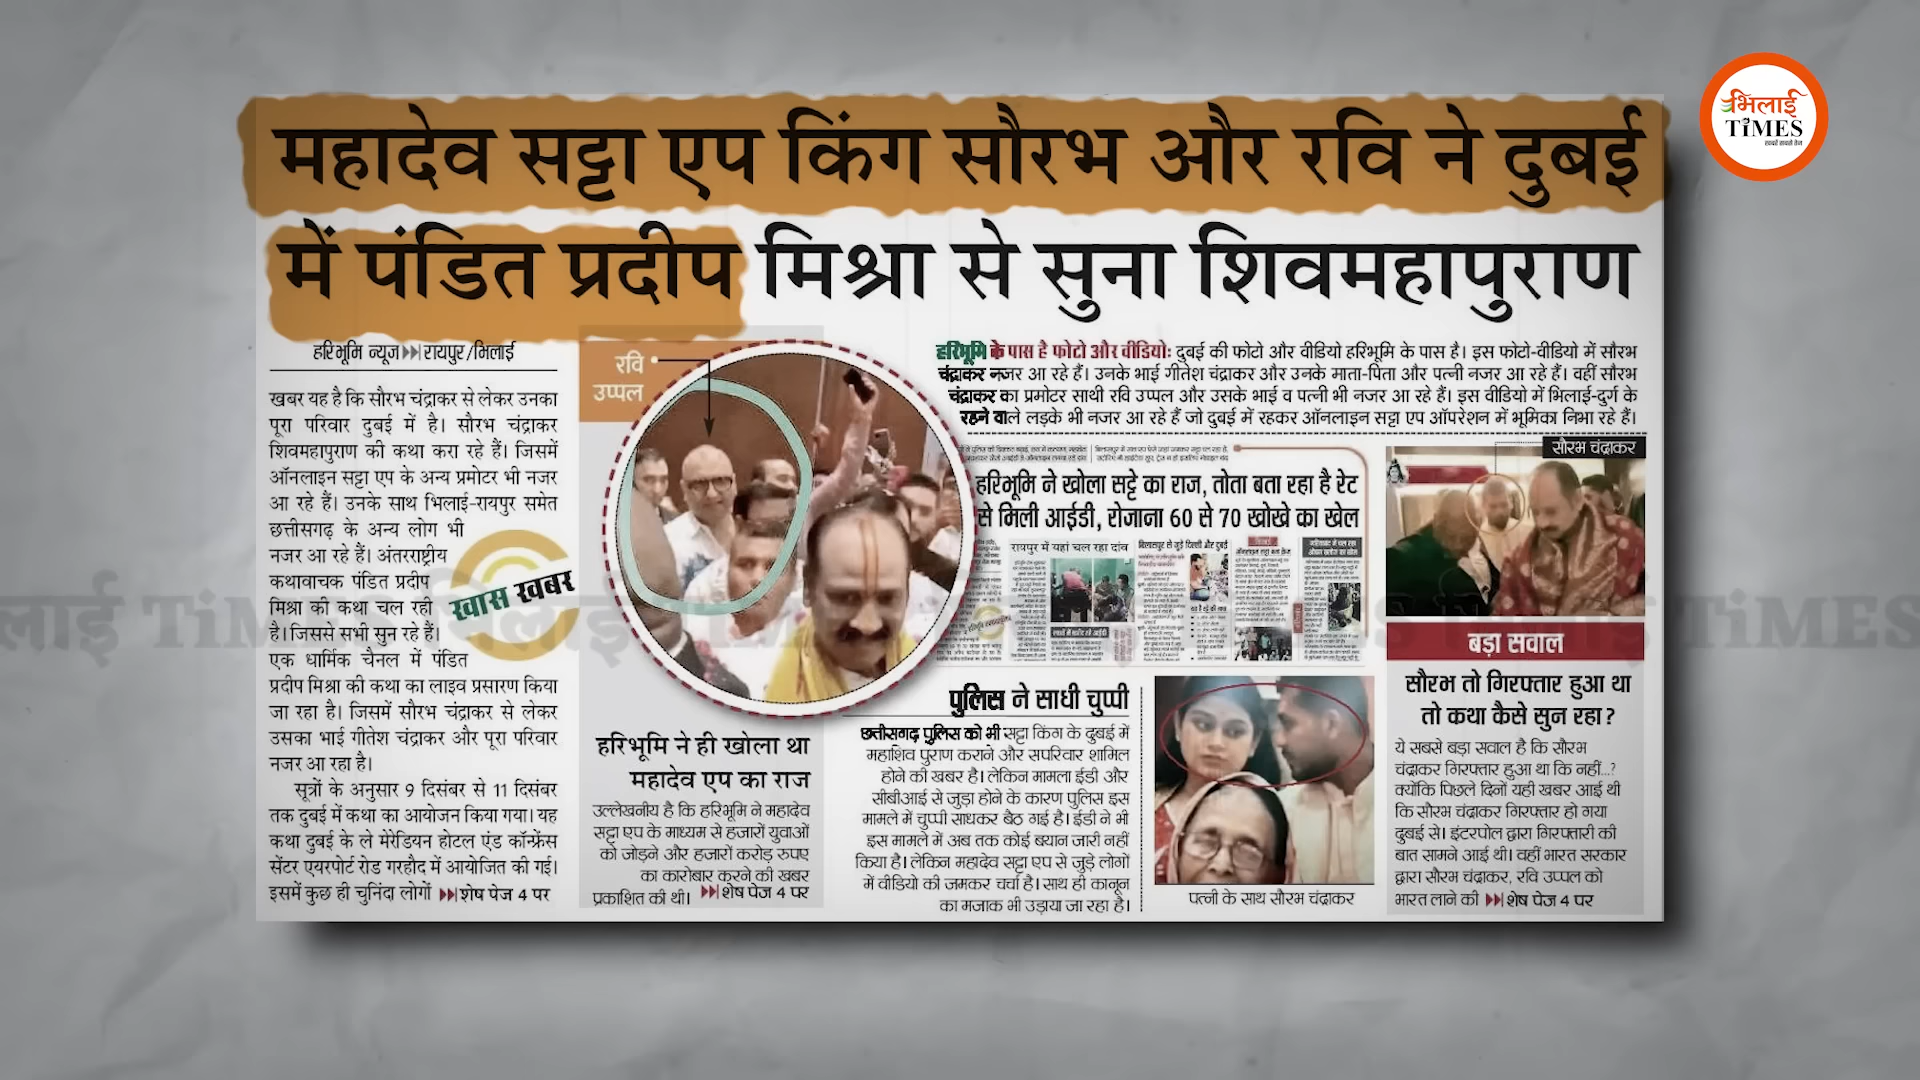 भिलाई
TiMES
महादेव सट्टा एप किंग सौरभ और रवि ने दुबई
में पंडित प्रदीप मिश्रा से सुना शिवमहापुराण
हरिभूमि न्यूज रायपुर/भिलाई
खबर यह है कि सौरभ चंद्राकर से लेकर उनका
पूरा परिवार दुबई में है। सौरभ चंद्राकर
शिवमहापुराण की कथा करा रहे हैं। जिसमें
ऑनलाइन सट्टा एप के अन्य प्रमोटर भी नजर
आ रहे हैं। उनके साथ भिलाई-रायपुर समेत
छत्तीसगढ़ के अन्य लोग भी
नजर आ रहे हैं। अंतरराष्ट्रीय
कथावाचक पंडित प्रदीप
मिश्रा की कथा चल रही
है। जिससे सभी सुन रहे हैं।
एक धार्मिक चैनल में पंडित
प्रदीप मिश्रा की कथा का लाइव प्रसारण किया
जा रहा है। जिसमें सौरभ चंद्राकर से लेकर
उसका भाई गीतेश चंद्राकर और पूरा परिवार
नजर आ रहा है।
सूत्रों के अनुसार 9 दिसंबर से 11 दिसंबर
तक दुबई में कथा का आयोजन किया गया। यह
कथा दुबई के ले मेरेडियन होटल एंड कॉन्फ्रेंस
सेंटर एयरपोर्ट रोड गरहौद में आयोजित की गई।
इसमें कुछ ही चुनिंदा लोगों शेष पेज 4 पर
खास खबर
रवि
उप्पल
हरिभूमि ने ही खोला था
महादेव एप का राज
उल्लेखनीय है कि हरिभूमि ने महादेव
सट्टा एप के माध्यम से हजारों युवाओं
को जोड़ने और हजारों करोड़ रुपए
का कारोबार करने की खबर
प्रकाशित की थी। शेष पेज 4 पर
हरिभूमि के पास है फोटो और वीडियो: दुबई की फोटो और वीडियो हरिभूमि के पास है। इस फोटो-वीडियो में सौरभ
चंद्राकर नजर आ रहे हैं। उनके भाई गीतेश चंद्राकर और उनके माता-पिता और पत्नी नजर आ रहे हैं। वहीं सौरभ
चंद्राकर का प्रमोटर साथी रवि उप्पल और उसके भाई व पत्नी भी नजर आ रहे हैं। इस वीडियो में भिलाई-दुर्ग के
रहने वाले लड़के भी नजर आ रहे हैं जो दुबई में रहकर ऑनलाइन सट्टा एप ऑपरेशन में भूमिका निभा रहे हैं।
हरिभूमि ने खोला सट्टे का राज, तोता बता रहा है रेट
से मिली आईडी, रोजाना 60 से 70 खोखे का खेल
रायपुर में यहां चल रहा दांव
बिलासपुर से जुड़े दिल्ली और दुबई
पुलिस ने साधी चुप्पी
छत्तीसगढ़ पुलिस को भी सट्टा किंग के दुबई में
महाशिव पुराण कराने और सपरिवार शामिल
होने की खबर है। लेकिन मामला ईडी और
सीबीआई से जुड़ा होने के कारण पुलिस इस
मामले में चुप्पी साधकर बैठ गई है। ईडी ने भी
इस मामले में अब तक कोई बयान जारी नहीं
किया है। लेकिन महादेव सट्टा एप से जुड़े लोगों
में वीडियो की जमकर चर्चा है। साथ ही कानून
का मजाक भी उड़ाया जा रहा है।
पत्नी के साथ सौरभ चंद्राकर
सौरभ चंद्राकर
बड़ा सवाल
सौरभ तो गिरफ्तार हुआ था
तो कथा कैसे सुन रहा?
ये सबसे बड़ा सवाल है कि सौरभ
चंद्राकर गिरफ्तार हुआ था कि नहीं...?
क्योंकि पिछले दिनों यही खबर आई थी
कि सौरभ चंद्राकर गिरफ्तार हो गया
दुबई से। इंटरपोल द्वारा गिरफ्तारी की
बात सामने आई थी। वहीं भारत सरकार
द्वारा सौरभ चंद्राकर, रवि उप्पल को
भारत लाने की शेष पेज 4 पर